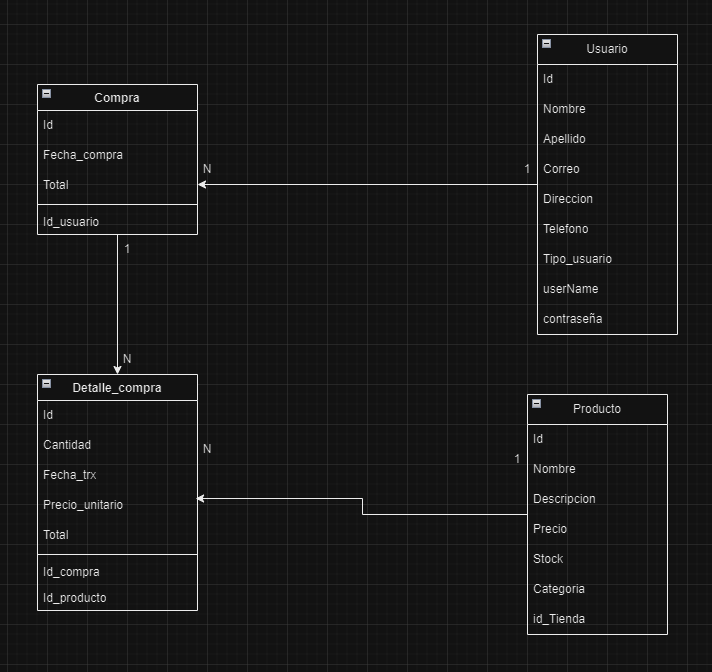 Usuario
Id
Nombre
Apellido
Correo
Direccion
Telefono
Tipo_usuario
userName
contraseña
Compra
Id
Fecha_compra
Total
Id_usuario
N
1
1
N
Detalle_compra
Id
Cantidad
Fecha_trx
Precio_unitario
Total
Id_compra
Id_producto
N
1
Producto
Id
Nombre
Descripcion
Precio
Stock
Categoria
id_Tienda